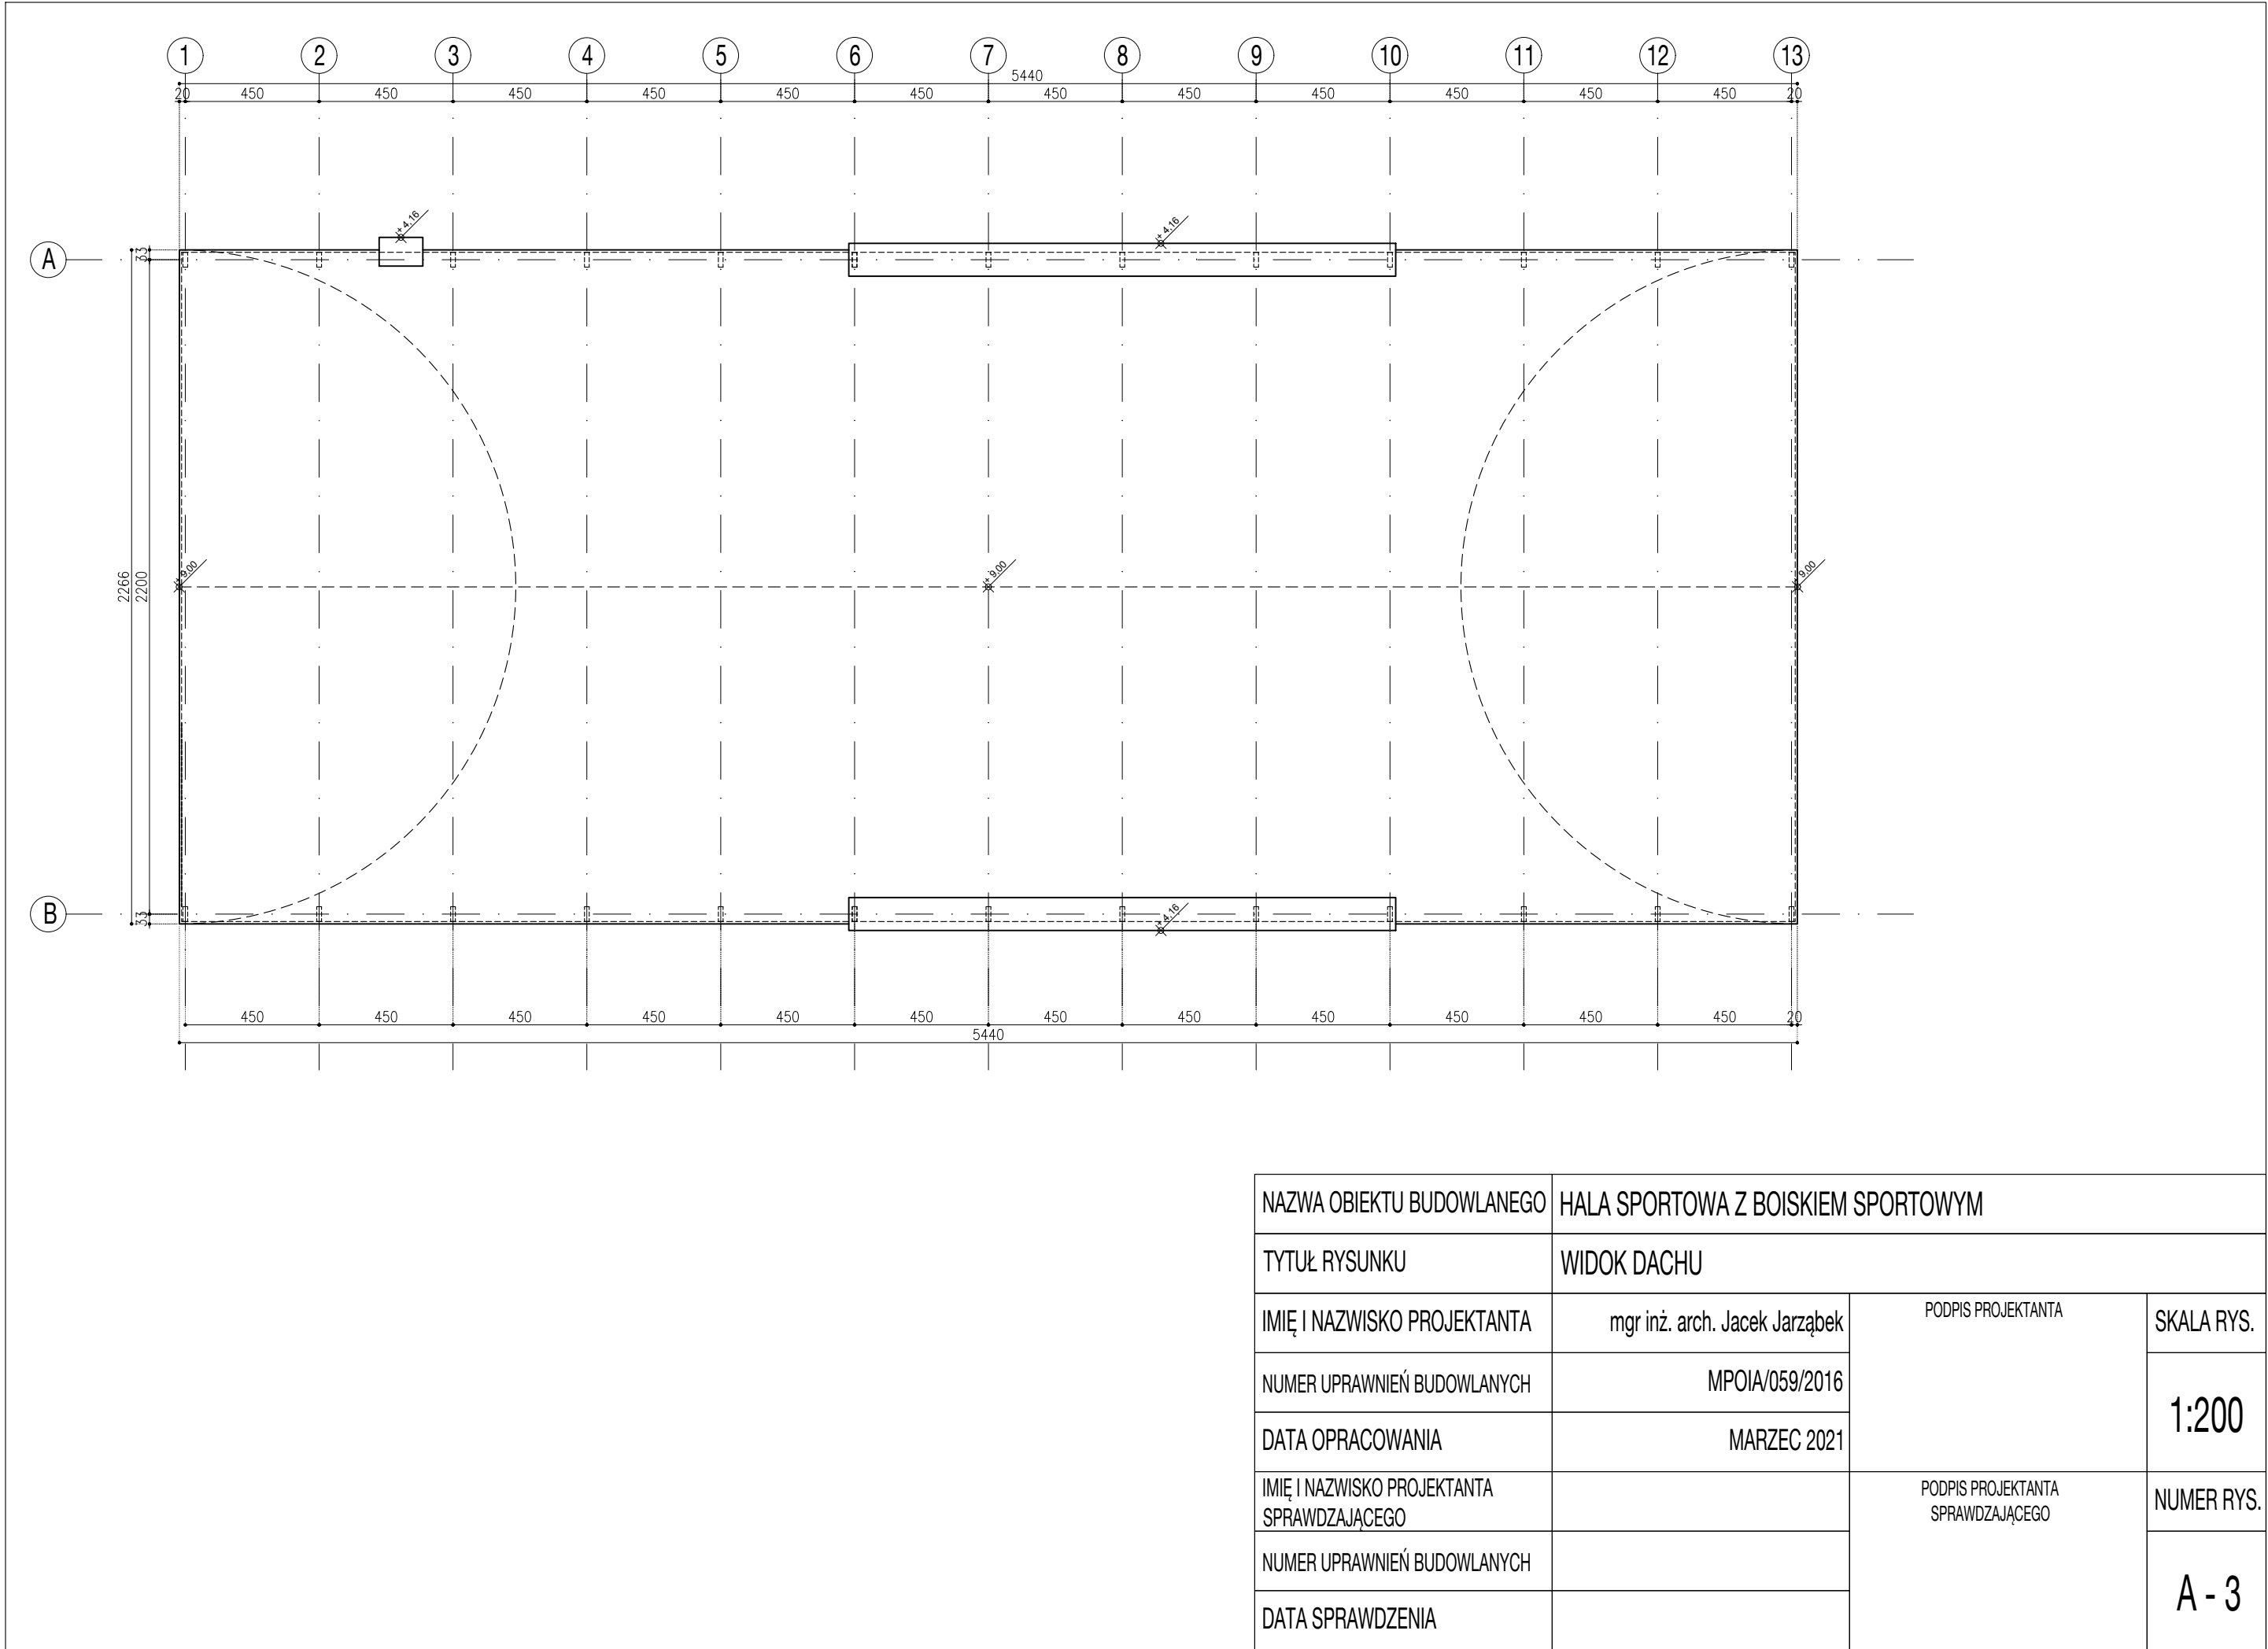 1 2 3 4 5 6 7 8 9 10 11 12 13
5440
20 450 450 450 450 450 450 450 450 450 450 450 450 20
+ 4,16
+ 4,16
A
33
+ 9,00
+ 9,00
+ 9,00
2266
2200
+ 4,16
B
33
450 450 450 450 450 450 450 450 450 450 450 450 20
5440
NAZWA OBIEKTU BUDOWLANEGO HALA SPORTOWA Z BOISKIEM SPORTOWYM
TYTUŁ RYSUNKU WIDOK DACHU
IMIĘ I NAZWISKO PROJEKTANTA mgr inż. arch. Jacek Jarząbek PODPIS PROJEKTANTA SKALA RYS.
NUMER UPRAWNIEŃ BUDOWLANYCH MPOIA/059/2016
1:200
DATA OPRACOWANIA MARZEC 2021
IMIĘ I NAZWISKO PROJEKTANTA
SPRAWDZAJĄCEGO
PODPIS PROJEKTANTA
SPRAWDZAJĄCEGO
NUMER RYS.
NUMER UPRAWNIEŃ BUDOWLANYCH
A - 3
DATA SPRAWDZENIA